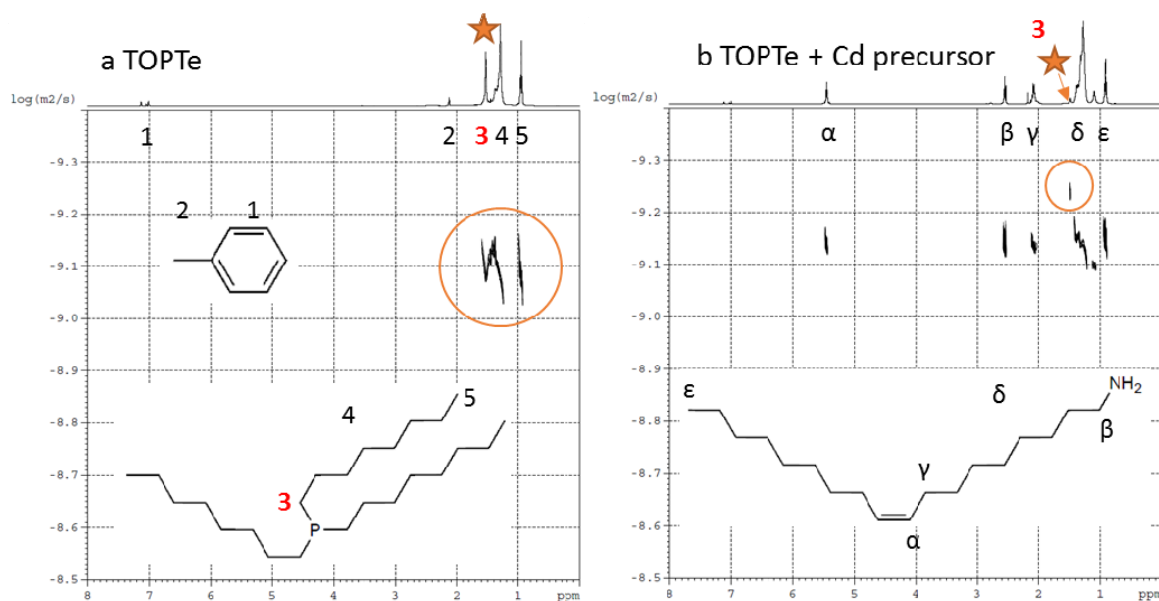 a TOPTe
log(m2/s)
1
2
3
4
5
-9.3
-9.2
-9.1
-9.0
-8.9
-8.8
-8.7
-8.6
-8.5
2
1
4
5
3
P
8 7 6 5 4 3 2 1 ppm
3
b TOPTe + Cd precursor
log(m2/s)
α β γ δ ε
-9.3
-9.2
-9.1
-9.0
-8.9
-8.8
-8.7
-8.6
-8.5
NH2
ε
δ
β
γ
α
8 7 6 5 4 3 2 1 ppm